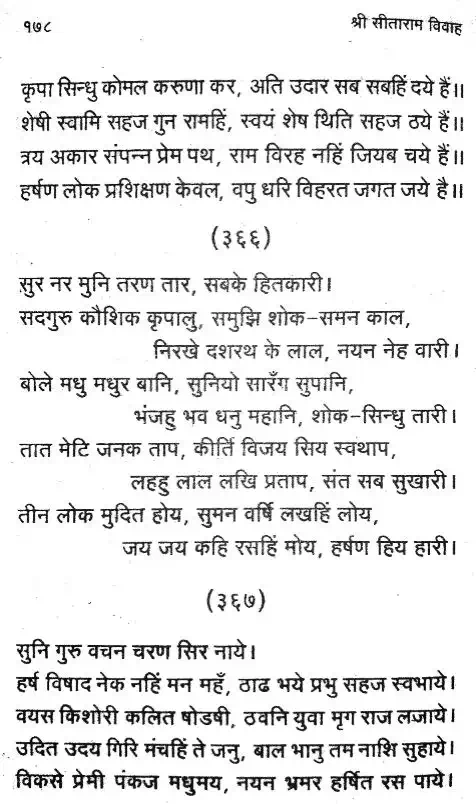 १७८
श्री सीताराम विवाह
कृपा सिन्धु कोमल करुणा कर, अति उदार सब सबहिं दये हैं॥
शेषी स्वामि सहज गुन रामहिं, स्वयं शेष थिति सहज ठये हैं॥
त्रय अकार संपन्न प्रेम पथ, राम विरह नहिं जियब चये हैं॥
हर्षण लोक प्रशिक्षण केवल, वपु धरि विहरत जगत जये है॥
(३६६)
सुर नर मुनि तरण तार, सबके हितकारी।
सदगुरु कौशिक कृपालु, समुझि शोक-समन काल,
निरखे दशरथ के लाल, नयन नेह वारी।
बोले मधु मधुर बानि, सुनियो सारँग सुपानि,
भंजहु भव धनु महानि, शोक-सिन्धु तारी।
तात मेटि जनक ताप, कीर्ति विजय सिय स्वथाप,
लहहु लाल लखि प्रताप, संत सब सुखारी।
तीन लोक मुदित होय, सुमन वर्षि लखहिं लोय,
जय जय कहि रसहिं मोय, हर्षण हिय हारी।
(३६७)
सुनि गुरु वचन चरण सिर नाये।
हर्ष विषाद नेक नहिं मन महँ, ठाढ भये प्रभु सहज स्वभाये।
वयस किशोरी कलित षोडषी, ठवनि युवा मृग राज लजाये।
उदित उदय गिरि मंचहिं ते जनु, बाल भानु तम नाशि सुहाये।
विकसे प्रेमी पंकज मधुमय, नयन भ्रमर हर्षित रस पाये।